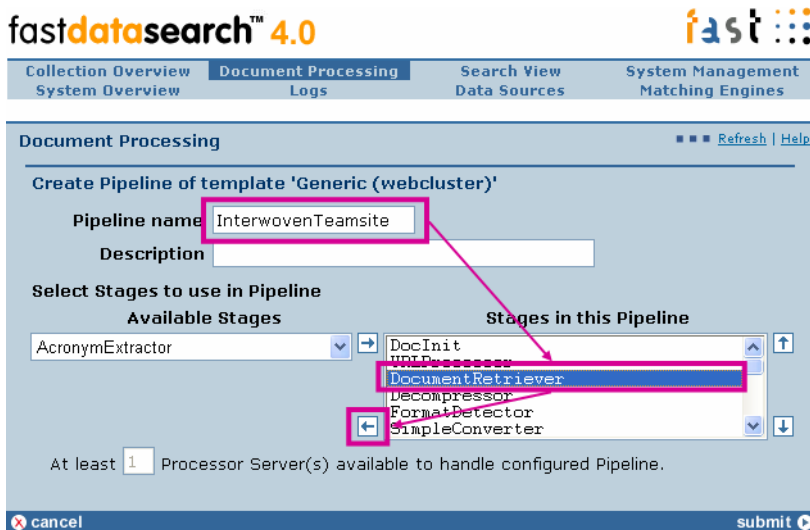 fastdatasearch™ 4.0
fast
Collection Overview Document Processing Search View System Management
System Overview Logs Data Sources Matching Engines
Document Processing
Refresh | Help
Create Pipeline of template 'Generic (webcluster)'
Pipeline name InterwovenTeamsite
Description
Select Stages to use in Pipeline
Available Stages Stages in this Pipeline
AcronymExtractor
DocInit
URLProcessor
DocumentRetriever
Decompressor
FormatDetector
SimpleConverter
At least 1 Processor Server(s) available to handle configured Pipeline.
cancel submit